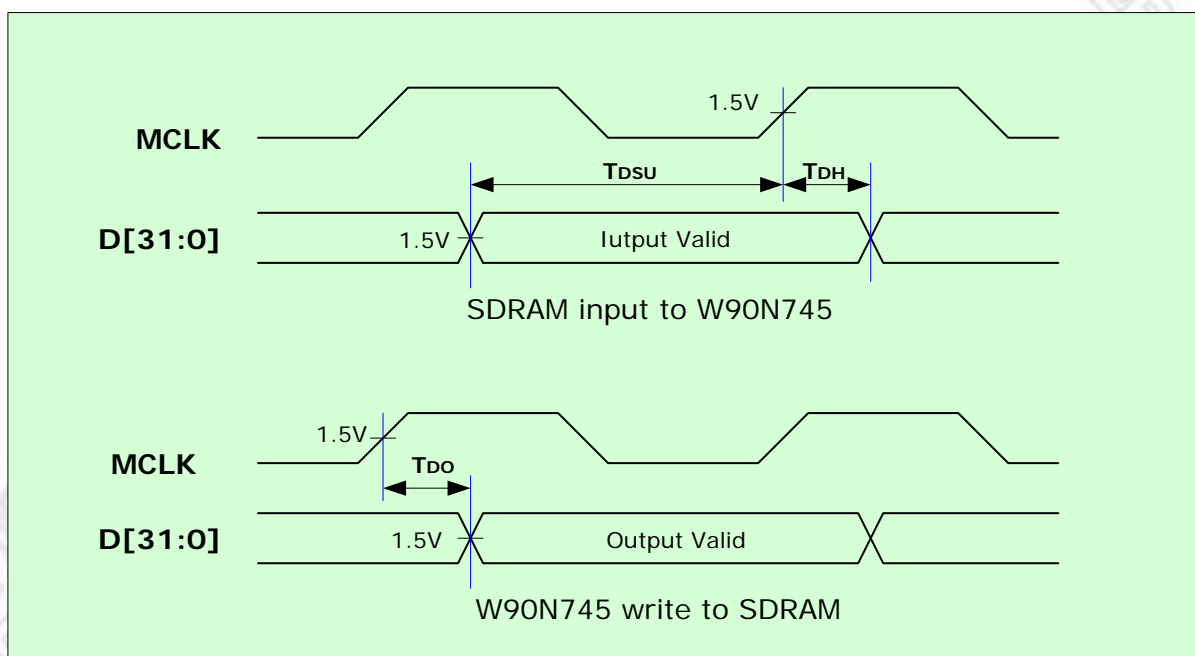 1.5V
MCLK
TDSU
TDH
D[31:0]
1.5V
Iutput Valid
SDRAM input to W90N745
1.5V
MCLK
TDO
D[31:0]
1.5V
Output Valid
W90N745 write to SDRAM